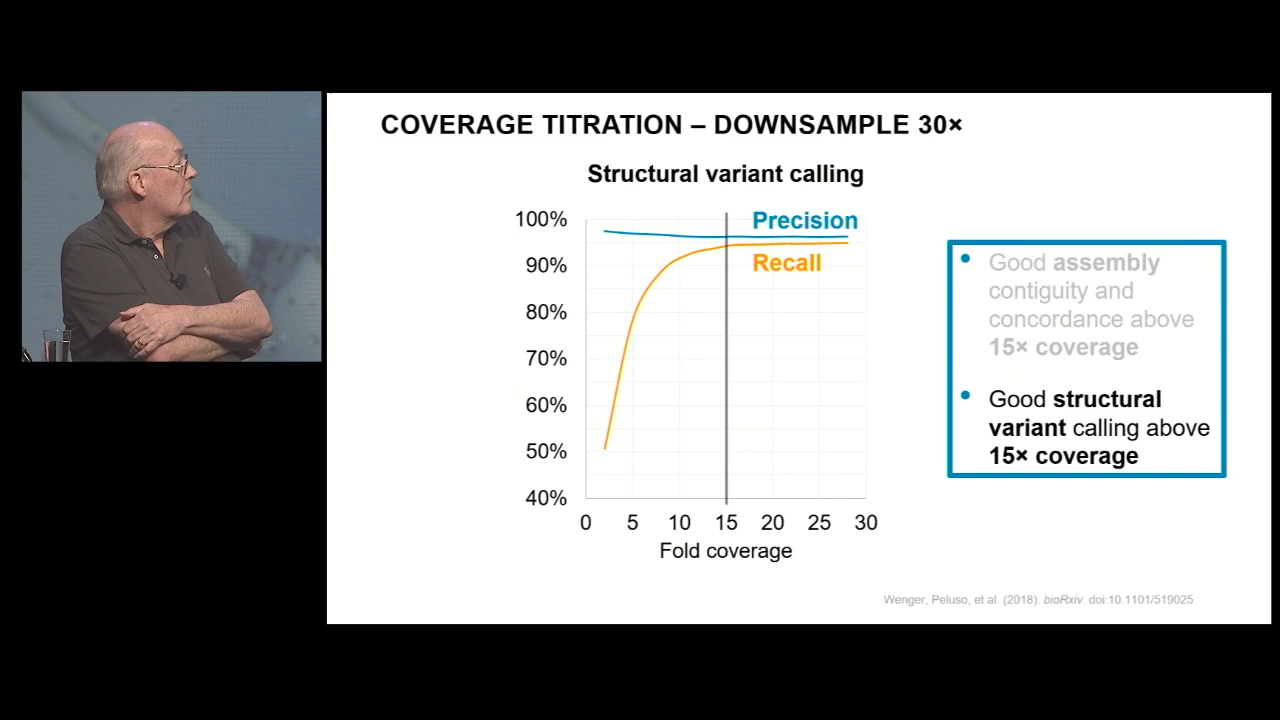 COVERAGE TITRATION – DOWNSAMPLE 30×
Structural variant calling
100%
90%
80%
70%
60%
50%
40%
Precision
Recall
0 5 10 15 20 25 30
Fold coverage
• Good assembly
contiguity and
concordance above
15× coverage
• Good structural
variant calling above
15× coverage
Wenger, Peluso, et al. (2018). bioRxiv. doi:10.1101/519025